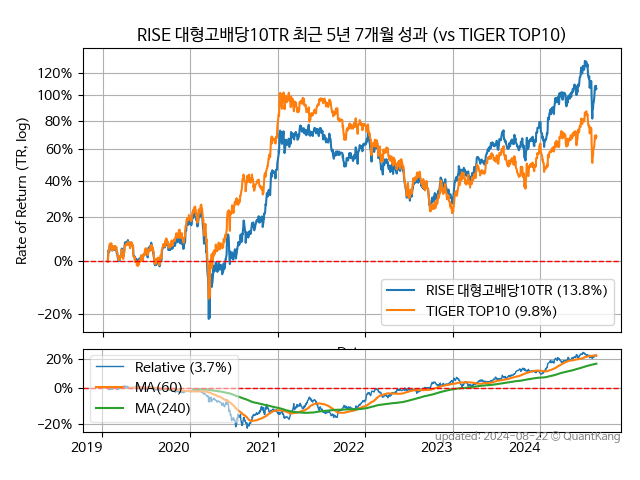 RISE 대형고배당10TR 최근 5년 7개월 성과 (vs TIGER TOP10)
Rate of Return (TR, log)
120%
100%
80%
60%
40%
20%
0%
−20%
RISE 대형고배당10TR (13.8%)
TIGER TOP10 (9.8%)
20%
0%
−20%
Relative (3.7%)
MA(60)
MA(240)
2019 2020 2021 2022 2023 2024
updated: 2024-08-22 © QuantKang